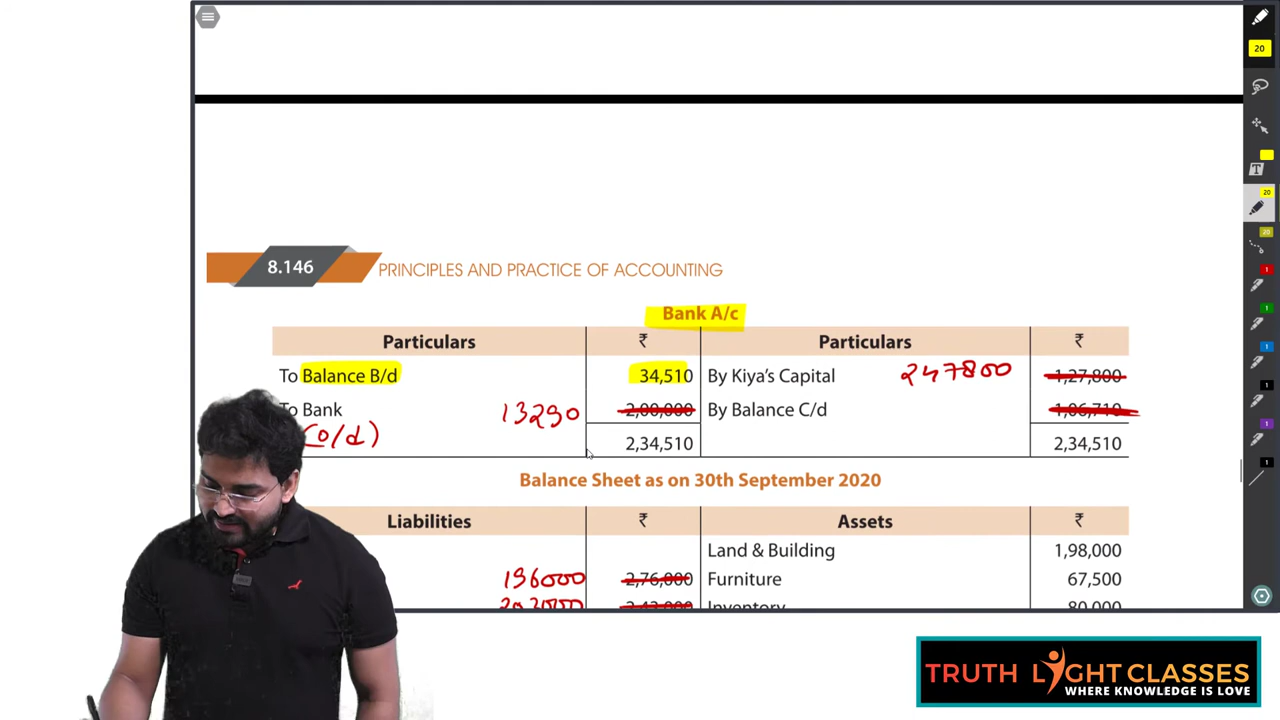 20
8.146 PRINCIPLES AND PRACTICE OF ACCOUNTING
Bank A/c
Particulars ₹ Particulars ₹
To Balance B/d 34,510 By Kiya's Capital 247800 1,27,800
To Bank 13290 2,00,000 By Balance C/d 1,06,710
(O/d)
2,34,510 2,34,510
Balance Sheet as on 30th September 2020
Liabilities ₹ Assets ₹
Land & Building 1,98,000
196000 2,76,000 Furniture 67,500
Inventory 80,000
TRUTH LIGHT CLASSES
WHERE KNOWLEDGE IS LOVE